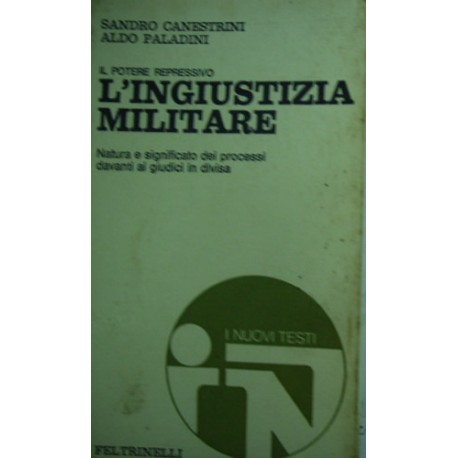 SANDRO CANESTRINI
ALDO PALADINI
IL POTERE REPRESSIVO
L'INGIUSTIZIA
MILITARE
Natura e significato dei processi
davanti ai giudici in divisa
I NUOVI TESTI
FELTRINELLI